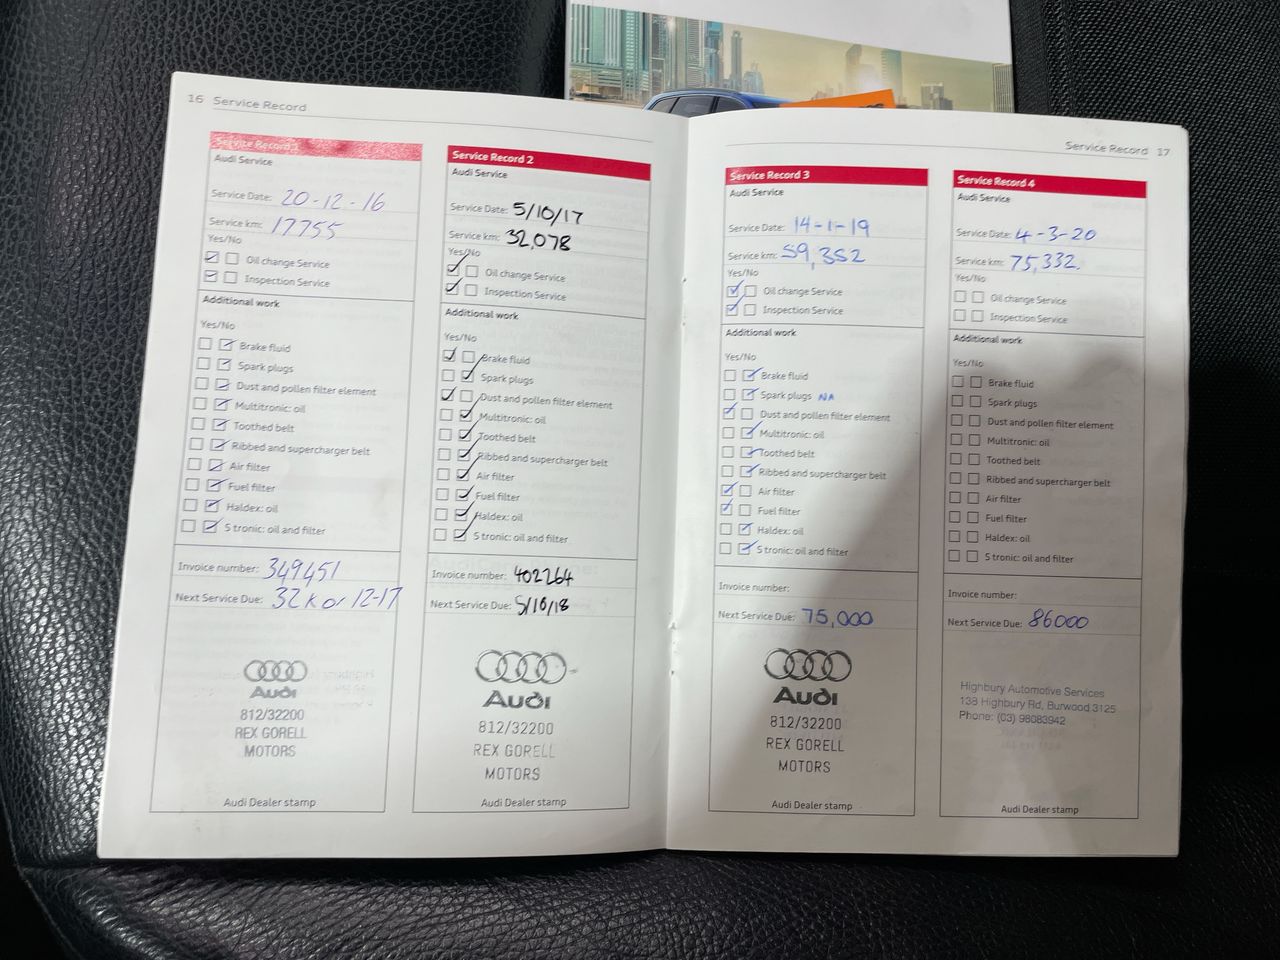 16 Service Record
Service Record 1
Audi Service
Service Date: 20-12-16
Service km: 17755
Yes/No
Oil change Service
Inspection Service
Additional work
Yes/No
Brake fluid
Spark plugs
Dust and pollen filter element
Multitronic: oil
Toothed belt
Ribbed and supercharger belt
Air filter
Fuel filter
Haldex: oil
S tronic: oil and filter
Invoice number: 349451
Next Service Due: 32K or 12-17
Audi
812/32200
REX GORELL
MOTORS
Audi Dealer stamp
Service Record 2
Audi Service
Service Date: 5/10/17
Service km: 32,078
Yes/No
Oil change Service
Inspection Service
Additional work
Yes/No
Brake fluid
Spark plugs
Dust and pollen filter element
Multitronic: oil
Toothed belt
Ribbed and supercharger belt
Air filter
Fuel filter
Haldex: oil
S tronic: oil and filter
Invoice number: 402264
Next Service Due: 5/10/18
Audi
812/32200
REX GORELL
MOTORS
Audi Dealer stamp
Service Record 17
Service Record 3
Audi Service
Service Date: 14-1-19
Service km: 59,352
Yes/No
Oil change Service
Inspection Service
Additional work
Yes/No
Brake fluid
Spark plugs NA
Dust and pollen filter element
Multitronic: oil
Toothed belt
Ribbed and supercharger belt
Air filter
Fuel filter
Haldex: oil
S tronic: oil and filter
Invoice number:
Next Service Due: 75,000
Audi
812/32200
REX GORELL
MOTORS
Audi Dealer stamp
Service Record 4
Audi Service
Service Date: 4-3-20
Service km: 75,332.
Yes/No
Oil change Service
Inspection Service
Additional work
Yes/No
Brake fluid
Spark plugs
Dust and pollen filter element
Multitronic: oil
Toothed belt
Ribbed and supercharger belt
Air filter
Fuel filter
Haldex: oil
S tronic: oil and filter
Invoice number:
Next Service Due: 86000
Highbury Automotive Services
138 Highbury Rd, Burwood 3125
Phone: (03) 98083942
Audi Dealer stamp